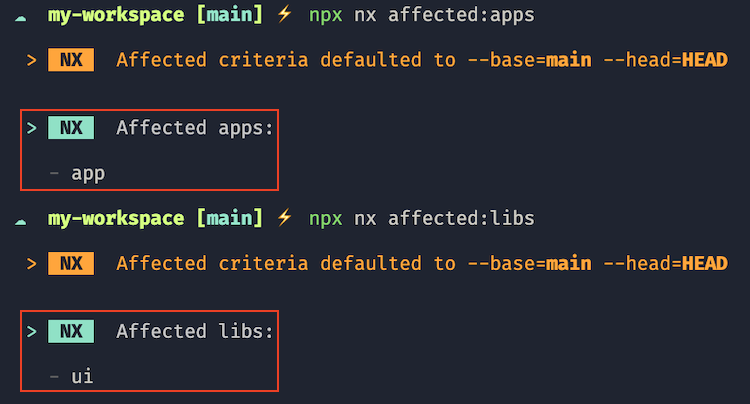 my-workspace [main] ⚡ npx nx affected:apps
> NX Affected criteria defaulted to --base=main --head=HEAD
> NX Affected apps:
- app
my-workspace [main] ⚡ npx nx affected:libs
> NX Affected criteria defaulted to --base=main --head=HEAD
> NX Affected libs:
- ui